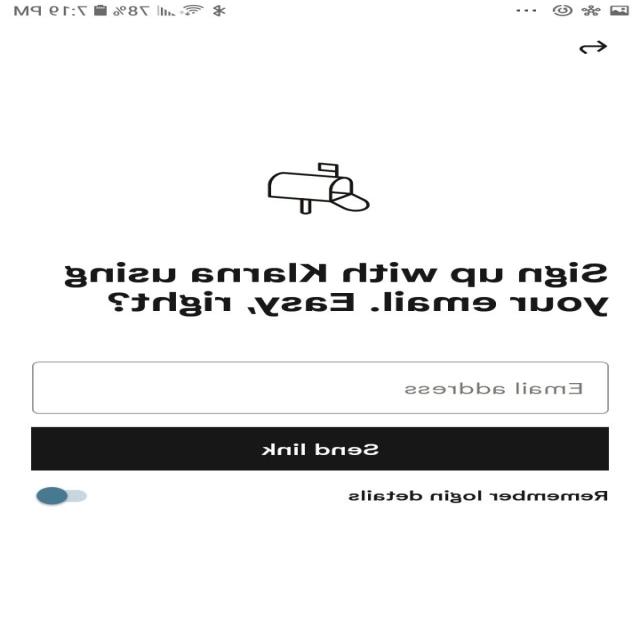 78% 7:19 PM
Sign up with Klarna using
your email. Easy, right?
Email address
Send link
Remember login details